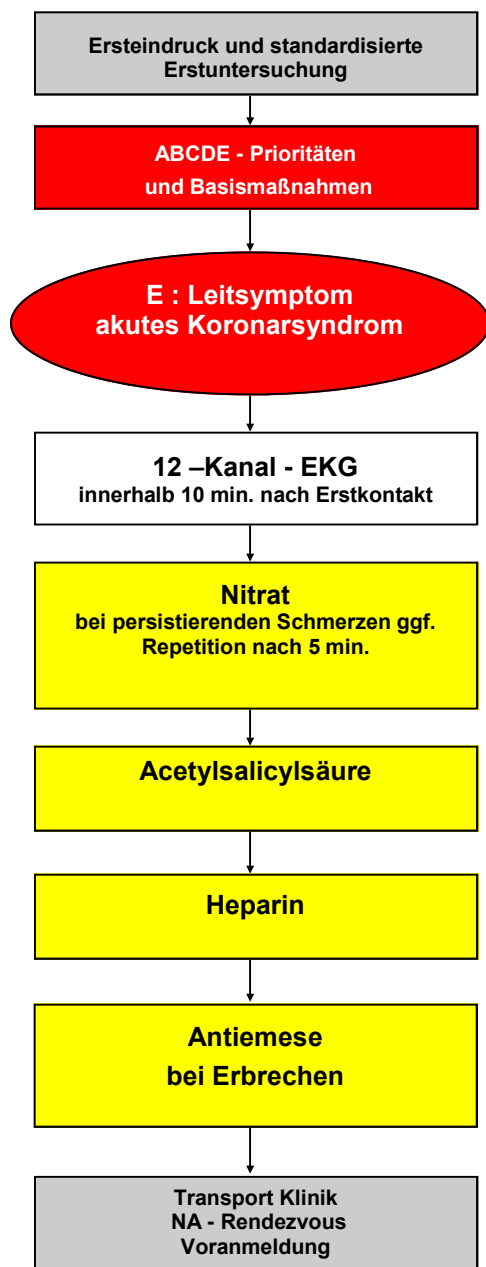 Ersteindruck und standardisierte
Erstuntersuchung
ABCDE - Prioritäten
und Basismaßnahmen
E : Leitsymptom
akutes Koronarsyndrom
12 –Kanal - EKG
innerhalb 10 min. nach Erstkontakt
Nitrat
bei persistierenden Schmerzen ggf.
Repetition nach 5 min.
Acetylsalicylsäure
Heparin
Antiemese
bei Erbrechen
Transport Klinik
NA - Rendezvous
Voranmeldung